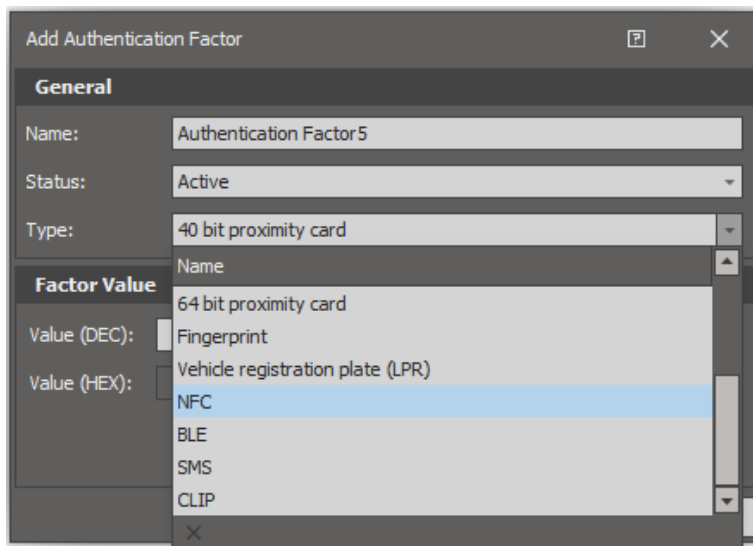 Add Authentication Factor
General
Name: Authentication Factor5
Status: Active
Type: 40 bit proximity card
Name
Factor Value
64 bit proximity card
Value (DEC):
Fingerprint
Vehicle registration plate (LPR)
Value (HEX):
NFC
BLE
SMS
CLIP